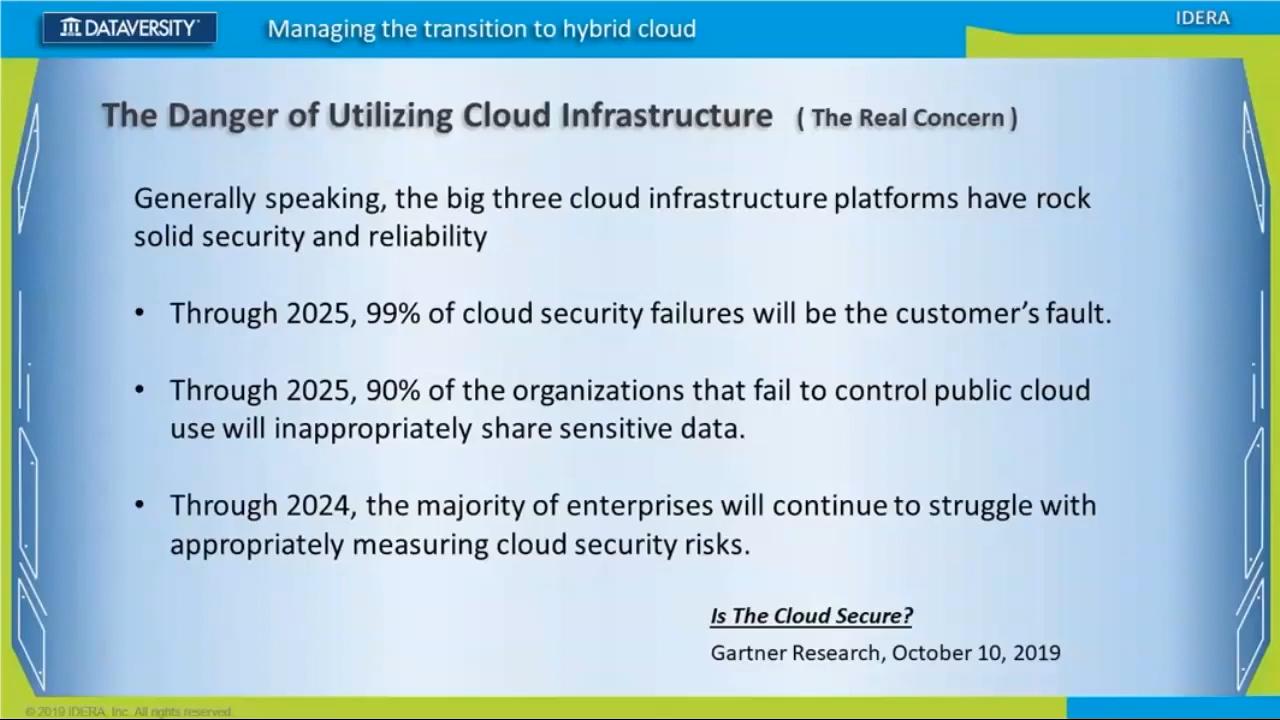 DATAVERSITY
Managing the transition to hybrid cloud
IDERA
The Danger of Utilizing Cloud Infrastructure ( The Real Concern )
Generally speaking, the big three cloud infrastructure platforms have rock
solid security and reliability
• Through 2025, 99% of cloud security failures will be the customer’s fault.
• Through 2025, 90% of the organizations that fail to control public cloud
use will inappropriately share sensitive data.
• Through 2024, the majority of enterprises will continue to struggle with
appropriately measuring cloud security risks.
Is The Cloud Secure?
Gartner Research, October 10, 2019
© 2019 IDERA, Inc. All rights reserved.